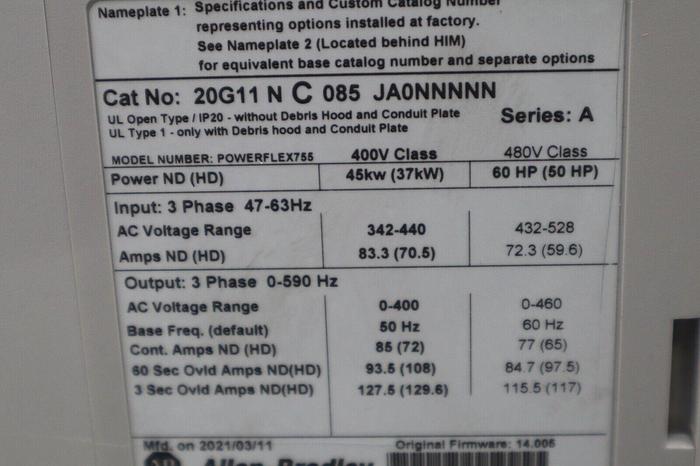 Nameplate 1: Specifications and Custom Catalog Number
representing options installed at factory.
See Nameplate 2 (Located behind HIM)
for equivalent base catalog number and separate options
Cat No: 20G11 N C 085 JA0NNNNN
UL Open Type / IP20 - without Debris Hood and Conduit Plate Series: A
UL Type 1 - only with Debris hood and Conduit Plate
MODEL NUMBER: POWERFLEX755 400V Class 480V Class
Power ND (HD) 45kw (37kW) 60 HP (50 HP)
Input: 3 Phase 47-63Hz
AC Voltage Range 342-440 432-528
Amps ND (HD) 83.3 (70.5) 72.3 (59.6)
Output: 3 Phase 0-590 Hz
AC Voltage Range 0-400 0-460
Base Freq. (default) 50 Hz 60 Hz
Cont. Amps ND (HD) 85 (72) 77 (65)
60 Sec Ovld Amps ND(HD) 93.5 (108) 84.7 (97.5)
3 Sec Ovld Amps ND(HD) 127.5 (129.6) 115.5 (117)
Mfd. on 2021/03/11 Original Firmware: 14.005
AB Allen-Bradley